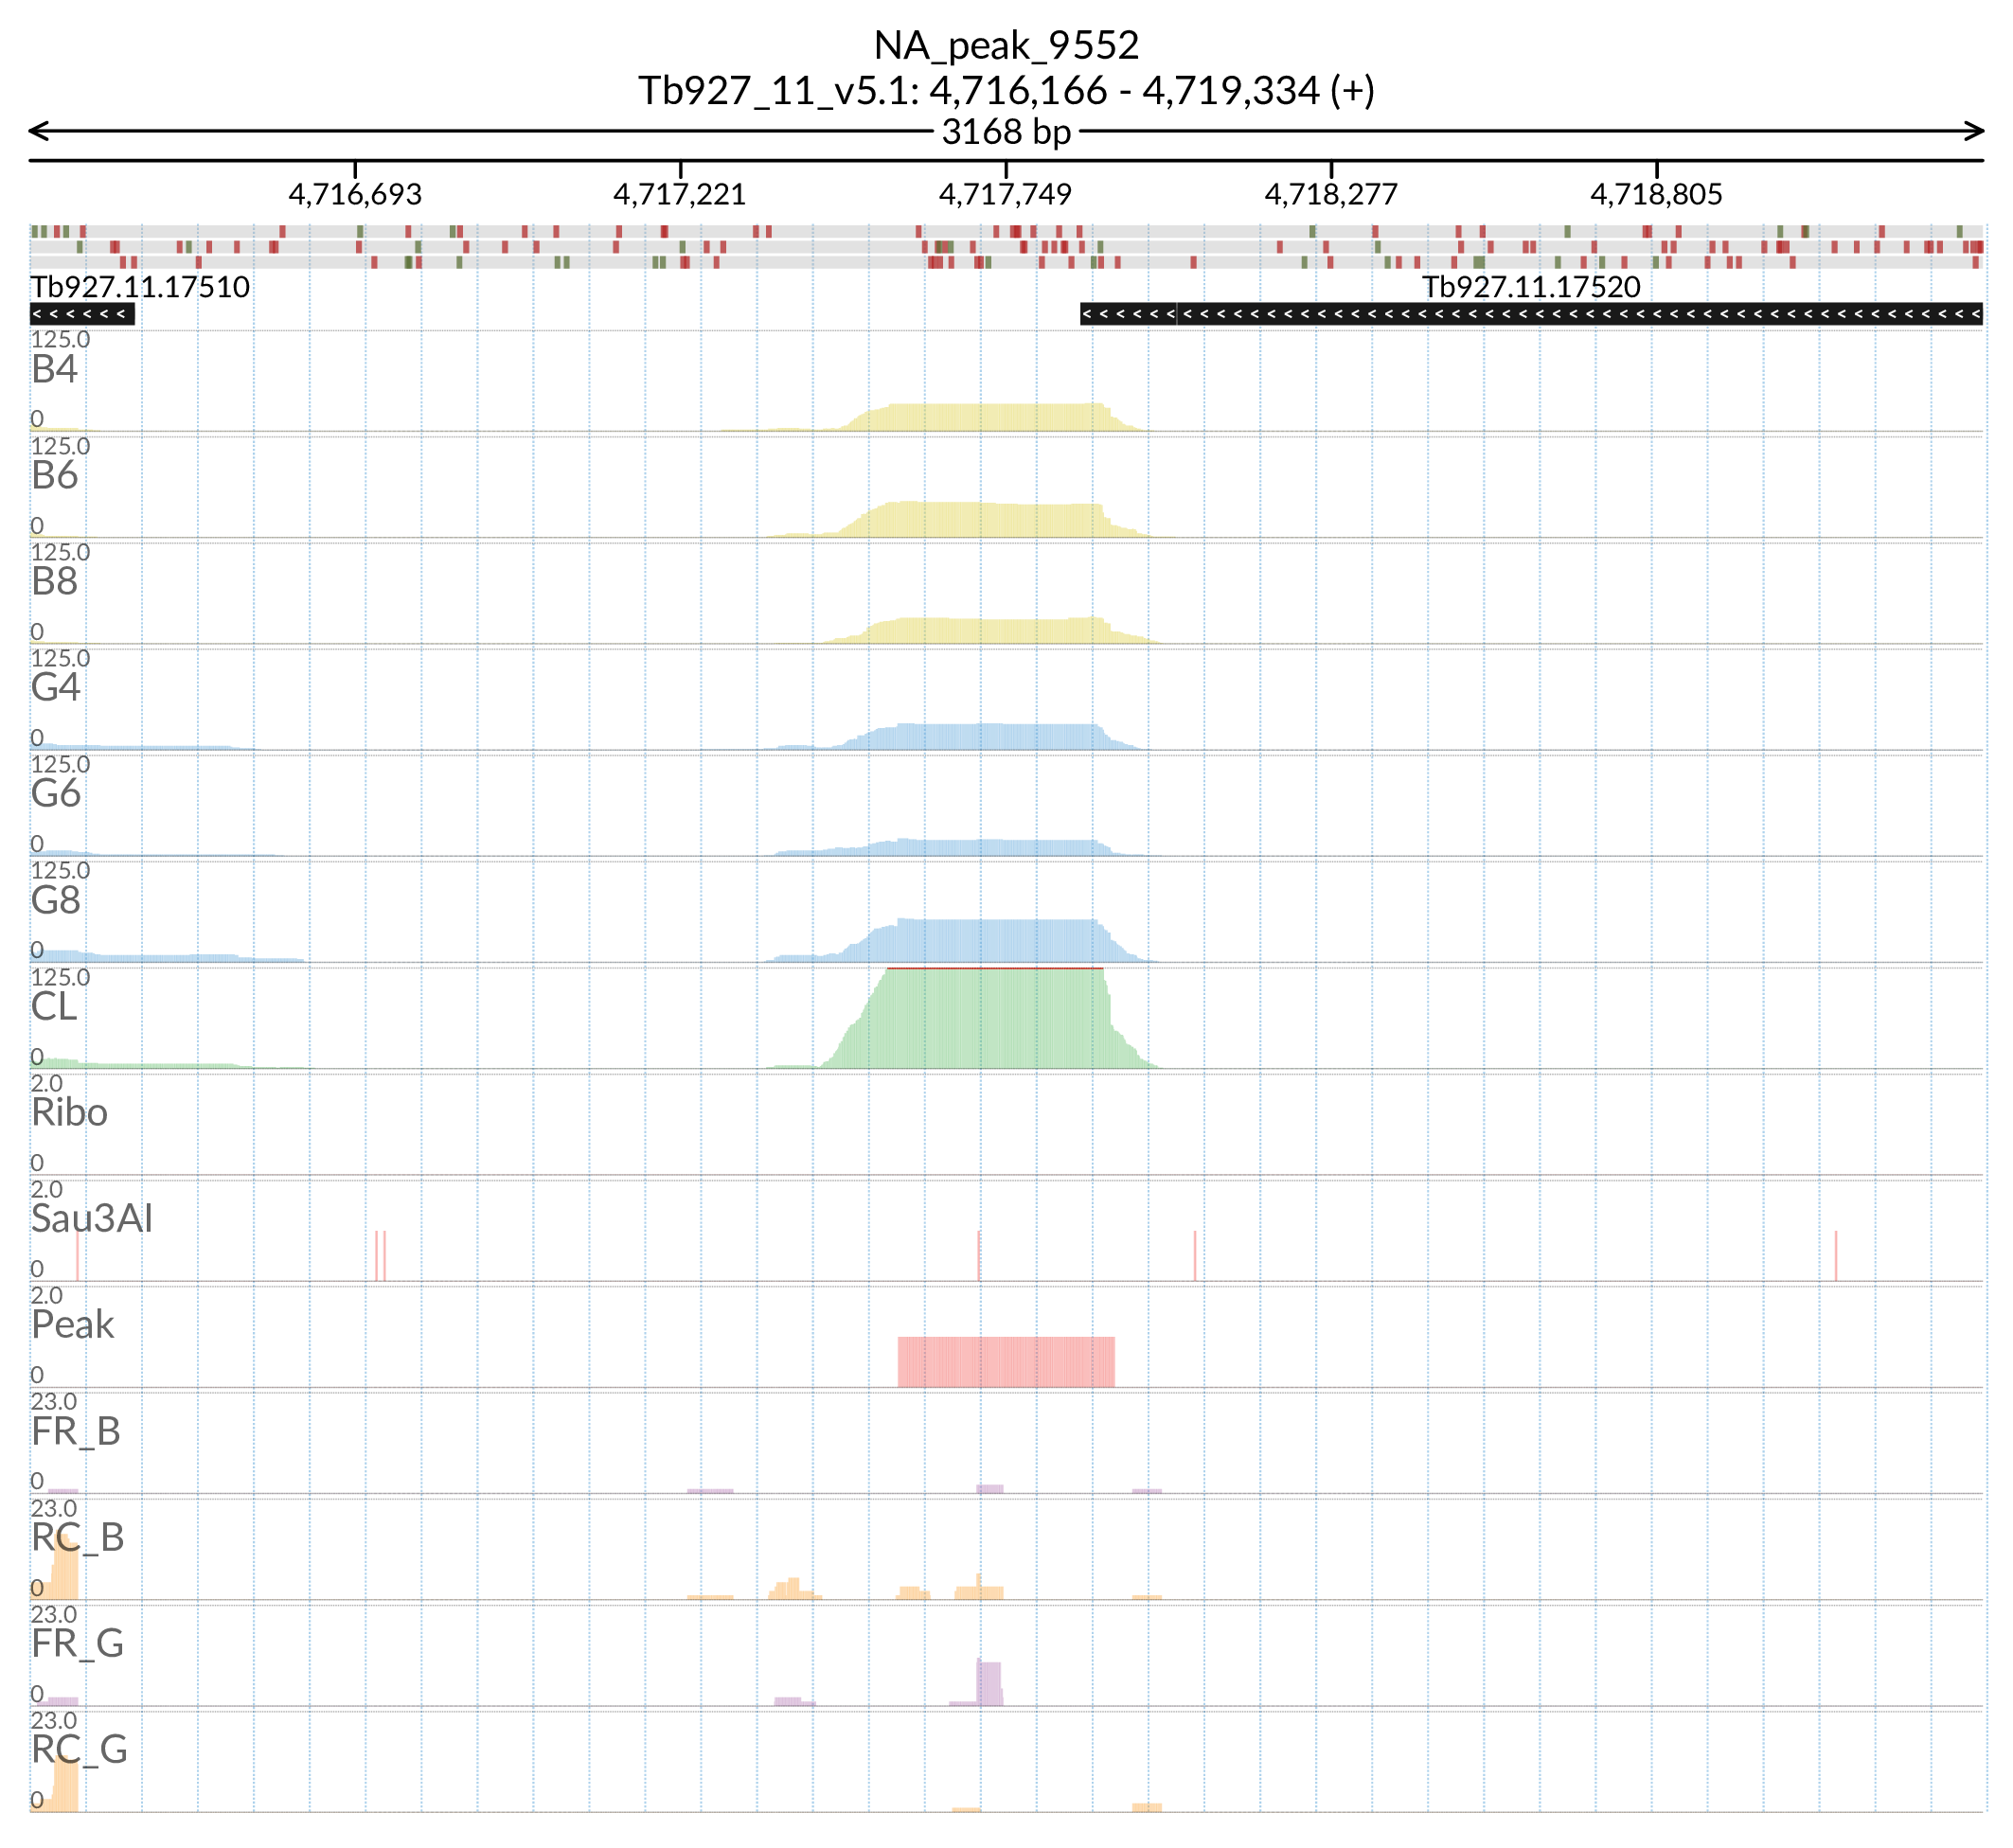 NA_peak_9552
Tb927_11_v5.1: 4,716,166 - 4,719,334 (+)
3168 bp
4,716,693 4,717,221 4,717,749 4,718,277 4,718,805
Tb927.11.17510 Tb927.11.17520
125.0
B4
0
125.0
B6
0
125.0
B8
0
125.0
G4
0
125.0
G6
0
125.0
G8
0
125.0
CL
0
2.0
Ribo
0
2.0
Sau3AI
0
2.0
Peak
0
23.0
FR_B
0
23.0
RC_B
0
23.0
FR_G
0
23.0
RC_G
0